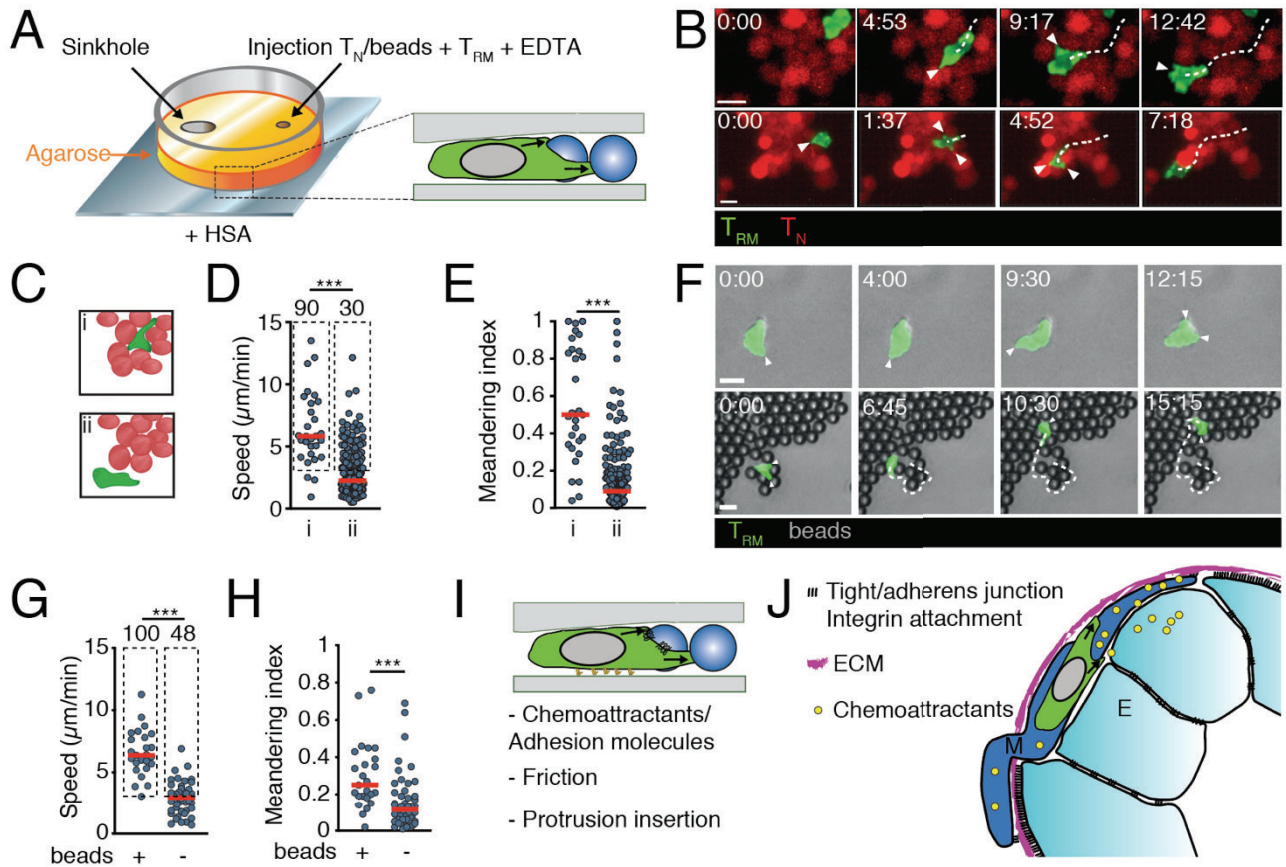 A
Sinkhole
Injection T_N/beads + T_RM + EDTA
Agarose
+ HSA
B
0:00
4:53
9:17
12:42
0:00
1:37
4:52
7:18
T_RM T_N
C
i
ii
D
***
90 30
Speed (µm/min)
15
10
5
0
i ii
E
***
Meandering index
1
0.8
0.6
0.4
0.2
0
i ii
F
0:00
4:00
9:30
12:15
0:00
6:45
10:30
15:15
T_RM beads
G
***
100 48
Speed (µm/min)
15
10
5
0
beads + -
H
***
Meandering index
1
0.8
0.6
0.4
0.2
0
beads + -
I
- Chemoattractants/
Adhesion molecules
- Friction
- Protrusion insertion
J
Tight/adherens junction
Integrin attachment
ECM
Chemoattractants
E
M